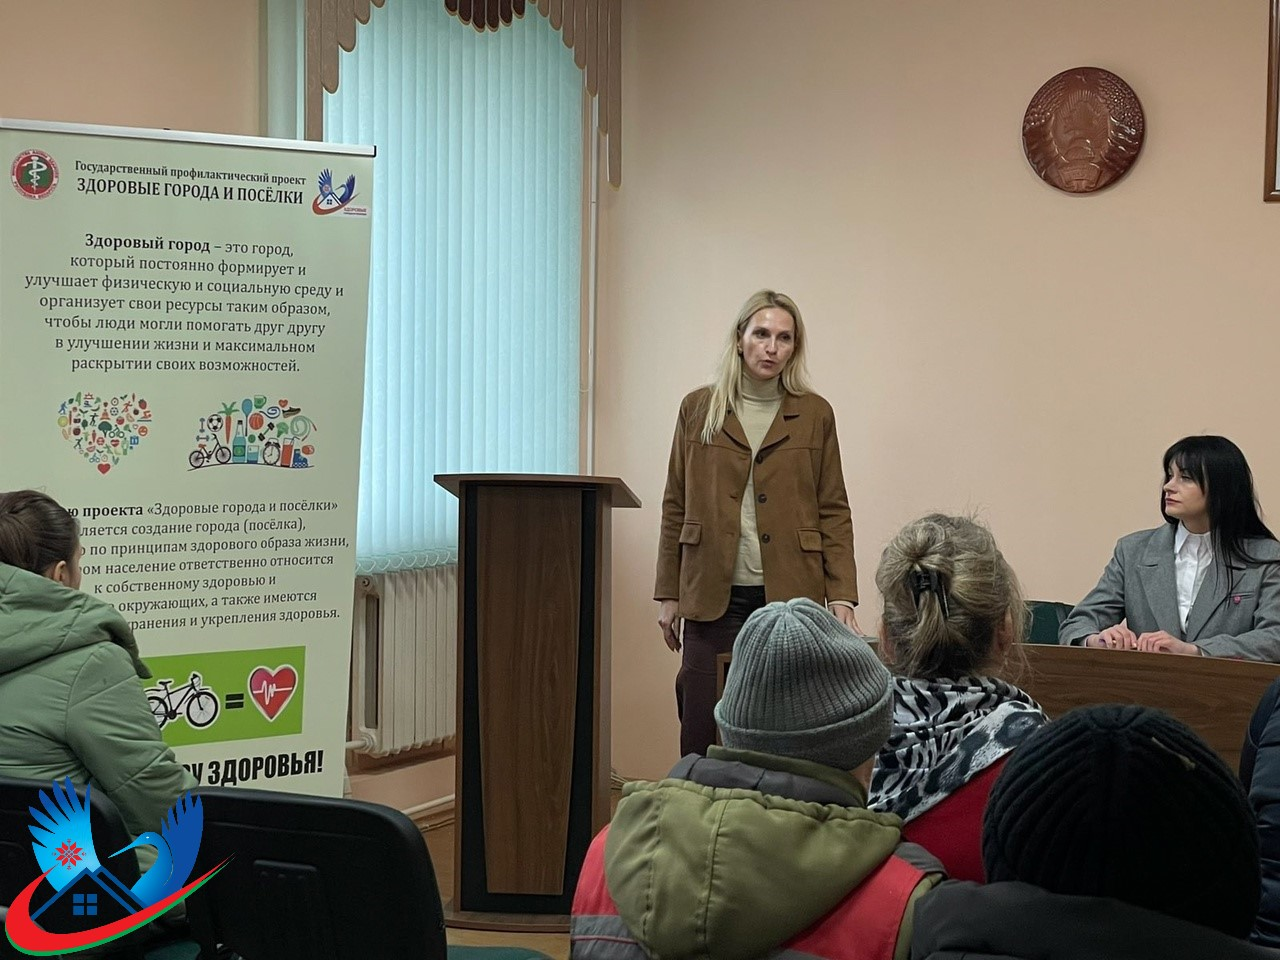 Государственный профилактический проект
ЗДОРОВЫЕ ГОРОДА И ПОСЁЛКИ
Здоровый город – это город,
который постоянно формирует и
улучшает физическую и социальную среду и
организует свои ресурсы таким образом,
чтобы люди могли помогать друг другу
в улучшении жизни и максимальном
раскрытии своих возможностей.
проекта «Здоровые города и посёлки»
ляется создание города (посёлка),
по принципам здорового образа жизни,
ром население ответственно относится
к собственному здоровью и
окружающих, а также имеются
хранения и укрепления здоровья.
=
ЗДОРОВЬЯ!